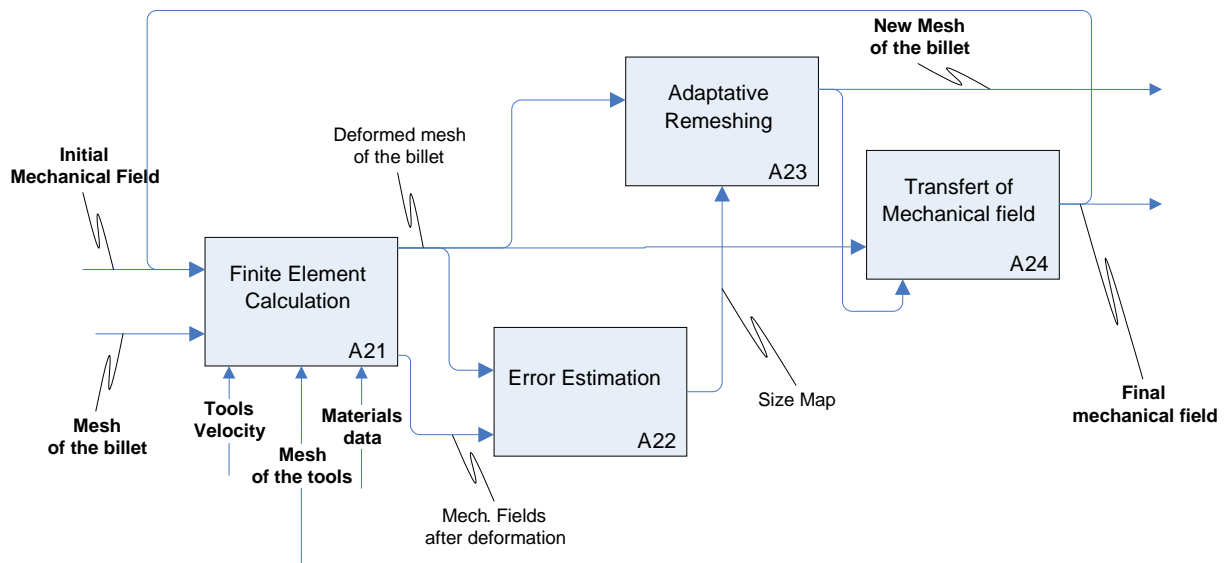 New Mesh
of the billet
Adaptative
Remeshing
A23
Deformed mesh
of the billet
Initial
Mechanical Field
Transfert of
Mechanical field
A24
Finite Element
Calculation
A21
Error Estimation
A22
Size Map
Final
mechanical field
Mesh
of the billet
Tools
Velocity
Mesh
of the tools
Materials
data
Mech. Fields
after deformation